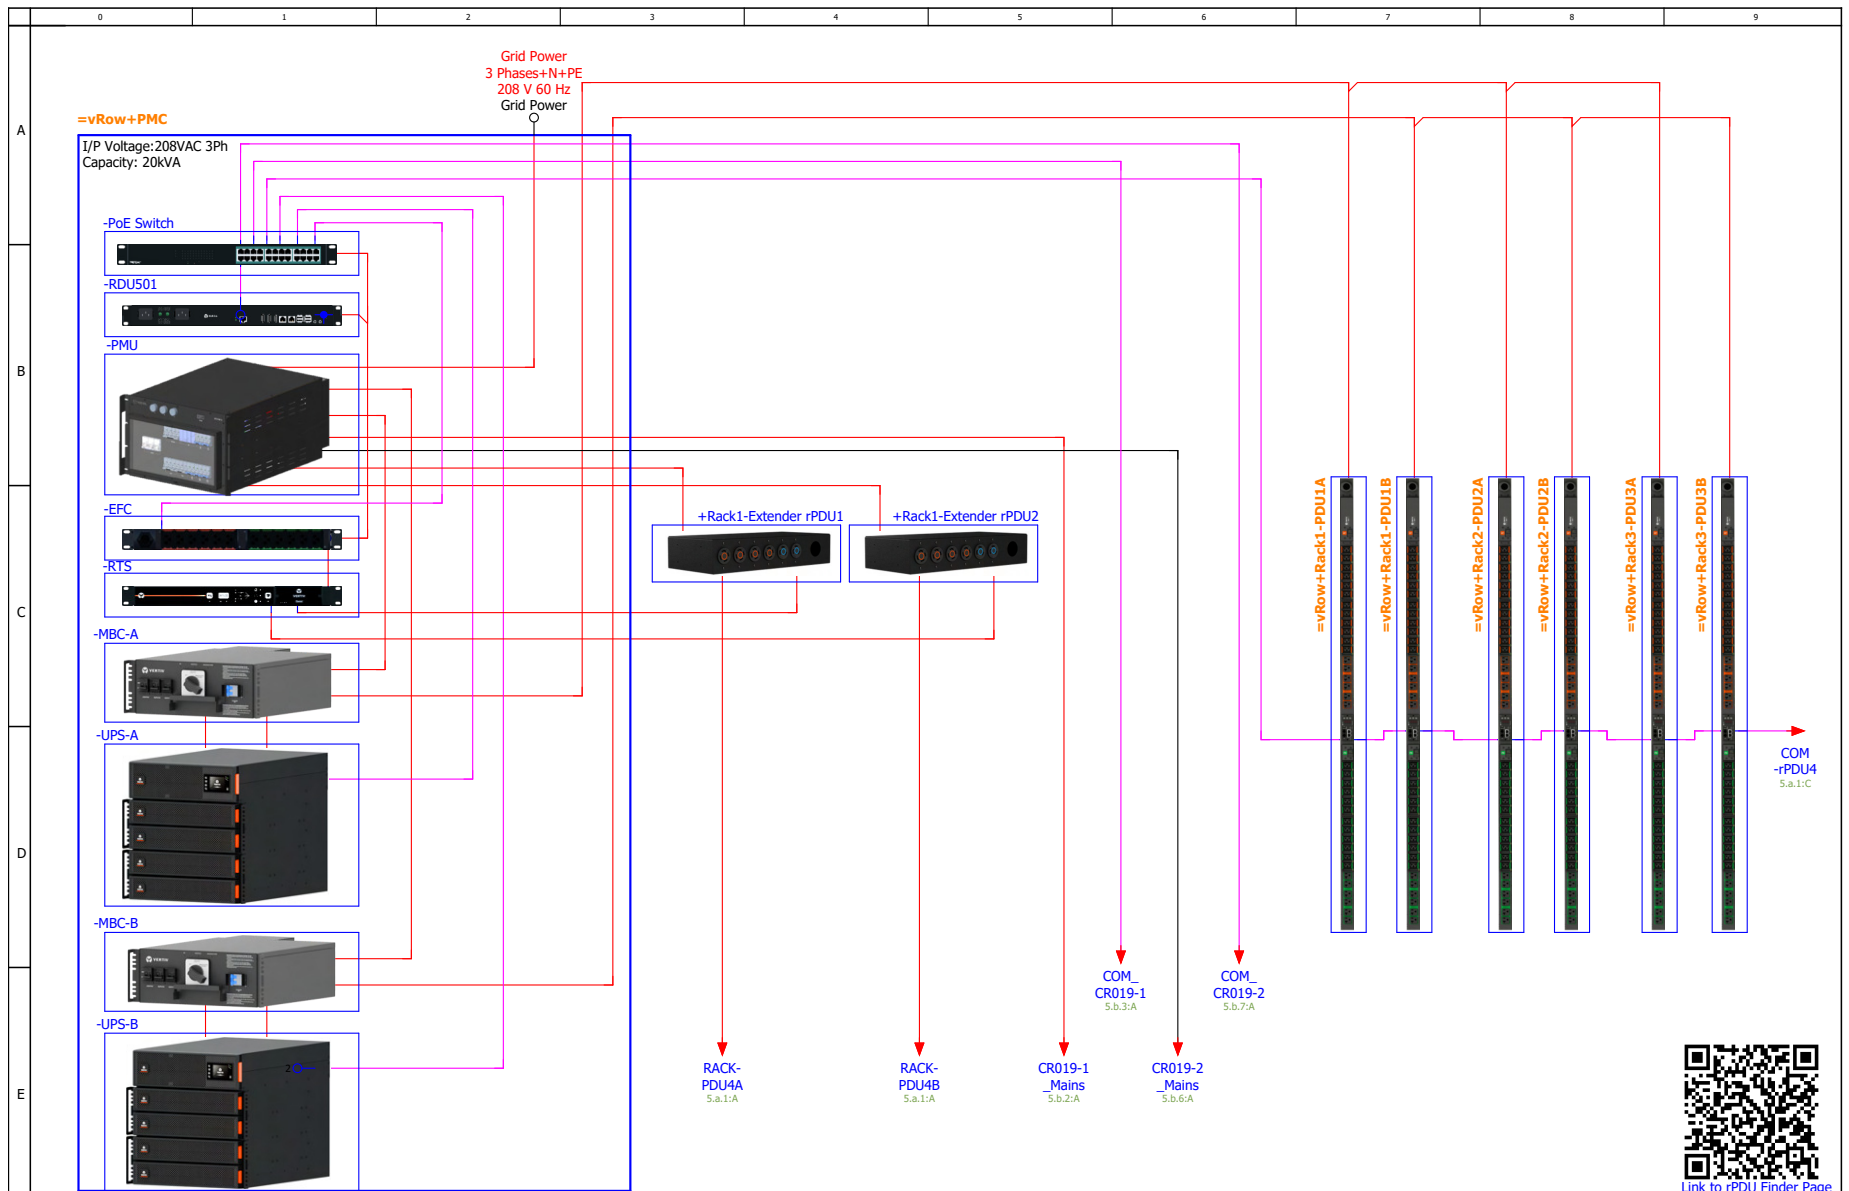 0 1 2 3 4 5 6 7 8 9
A
B
C
D
E
Grid Power
3 Phases+N+PE
208 V 60 Hz
Grid Power
=vRow+PMC
I/P Voltage:208VAC 3Ph
Capacity: 20kVA
-PoE Switch
-RDU501
-PMU
-EFC
-RTS
-MBC-A
VERTIV
-UPS-A
-MBC-B
VERTIV
-UPS-B
2
+Rack1-Extender rPDU1
+Rack1-Extender rPDU2
=vRow+Rack1-PDU1A
=vRow+Rack1-PDU1B
=vRow+Rack2-PDU2A
=vRow+Rack2-PDU2B
=vRow+Rack3-PDU3A
=vRow+Rack3-PDU3B
COM
-rPDU4
5.a.1:C
COM_
CR019-1
5.b.3:A
COM_
CR019-2
5.b.7:A
RACK-
PDU4A
5.a.1:A
RACK-
PDU4B
5.a.1:A
CR019-1
_Mains
5.b.2:A
CR019-2
_Mains
5.b.6:A
Link to rPDU Finder Page